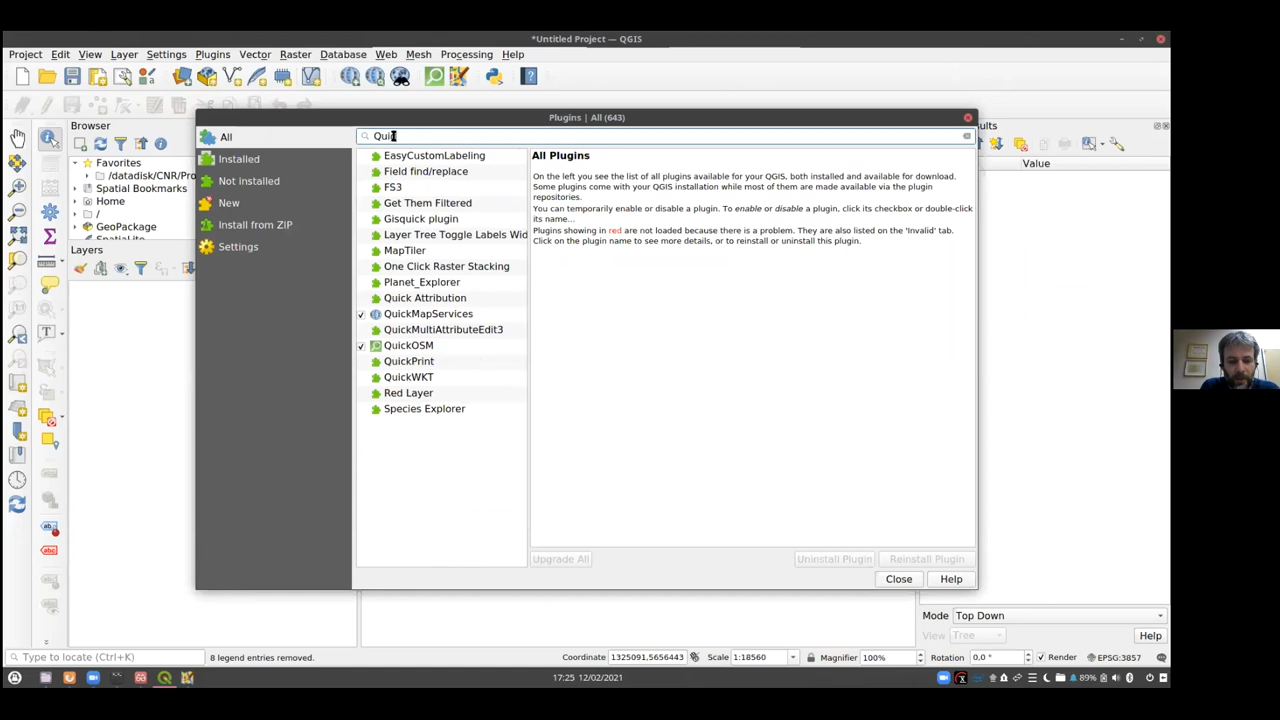 *Untitled Project — QGIS
Project Edit View Layer Settings Plugins Vector Raster Database Web Mesh Processing Help
Plugins | All (643)
Browser
Favorites
/datadisk/CNR/Pro
Spatial Bookmarks
Home
/
GeoPackage
Layers
All
Installed
Not installed
New
Install from ZIP
Settings
EasyCustomLabeling
Field find/replace
FS3
Get Them Filtered
Gisquick plugin
Layer Tree Toggle Labels Wid
MapTiler
One Click Raster Stacking
Planet_Explorer
Quick Attribution
QuickMapServices
QuickMultiAttributeEdit3
QuickOSM
QuickPrint
QuickWKT
Red Layer
Species Explorer
All Plugins
On the left you see the list of all plugins available for your QGIS, both installed and available for download.
Some plugins come with your QGIS installation while most of them are made available via the plugin
repositories.
You can temporarily enable or disable a plugin. To enable or disable a plugin, click its checkbox or double-click
its name...
Plugins showing in red are not loaded because there is a problem. They are also listed on the 'Invalid' tab.
Click on the plugin name to see more details, or to reinstall or uninstall this plugin.
Upgrade All
Uninstall Plugin
Reinstall Plugin
Close
Help
ults
Value
Mode Top Down
View Tree
Help
Type to locate (Ctrl+K)
8 legend entries removed.
Coordinate 1325091,5656443
Scale 1:18560
Magnifier 100%
Rotation 0,0 °
Render
EPSG:3857
17:25 12/02/2021
89%